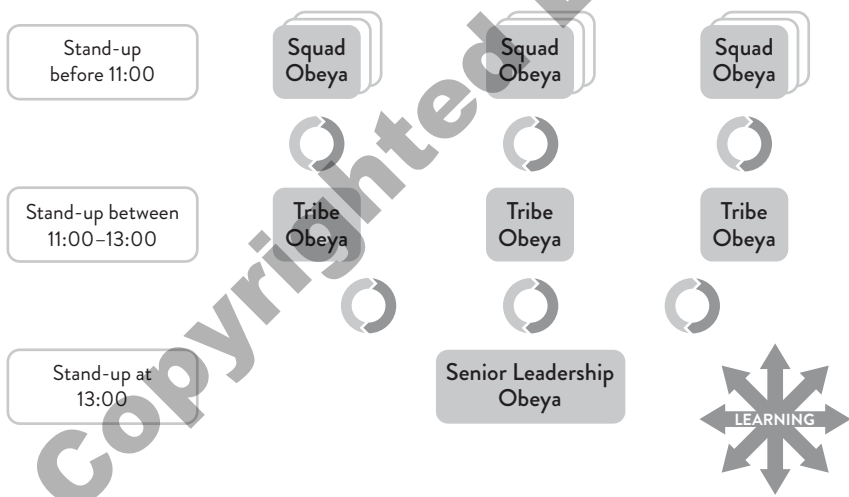 Stand-up
before 11:00
Squad
Obeya
Squad
Obeya
Squad
Obeya
Stand-up between
11:00–13:00
Tribe
Obeya
Tribe
Obeya
Tribe
Obeya
Stand-up at
13:00
Senior Leadership
Obeya
LEARNING
Copyrighted